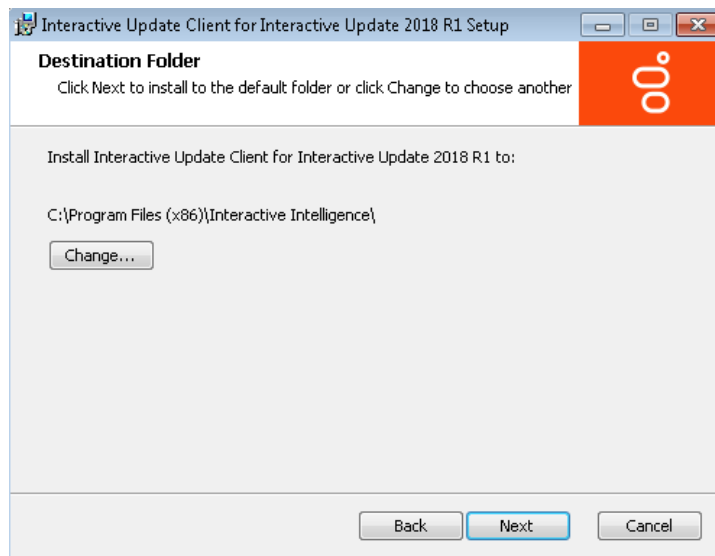 Interactive Update Client for Interactive Update 2018 R1 Setup
Destination Folder
Click Next to install to the default folder or click Change to choose another
Install Interactive Update Client for Interactive Update 2018 R1 to:
C:\Program Files (x86)\Interactive Intelligence\
Change...
Back Next Cancel